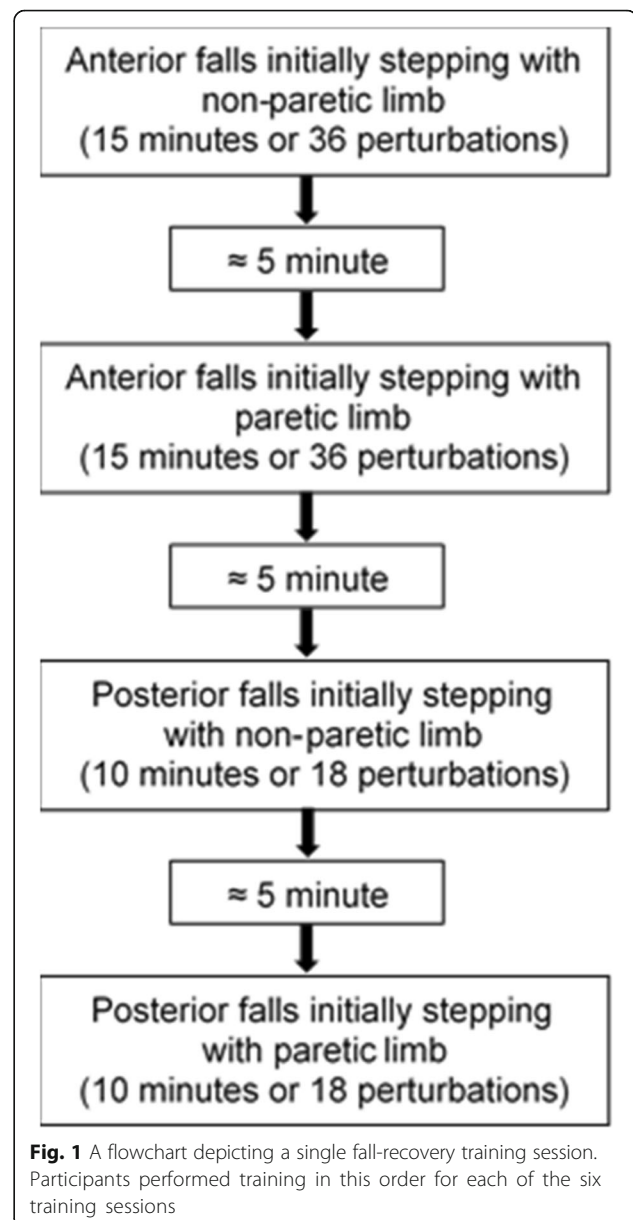 Anterior falls initially stepping with
non-paretic limb
(15 minutes or 36 perturbations)
≈ 5 minute
Anterior falls initially stepping with
paretic limb
(15 minutes or 36 perturbations)
≈ 5 minute
Posterior falls initially stepping
with non-paretic limb
(10 minutes or 18 perturbations)
≈ 5 minute
Posterior falls initially stepping
with paretic limb
(10 minutes or 18 perturbations)
Fig. 1 A flowchart depicting a single fall-recovery training session.
Participants performed training in this order for each of the six
training sessions